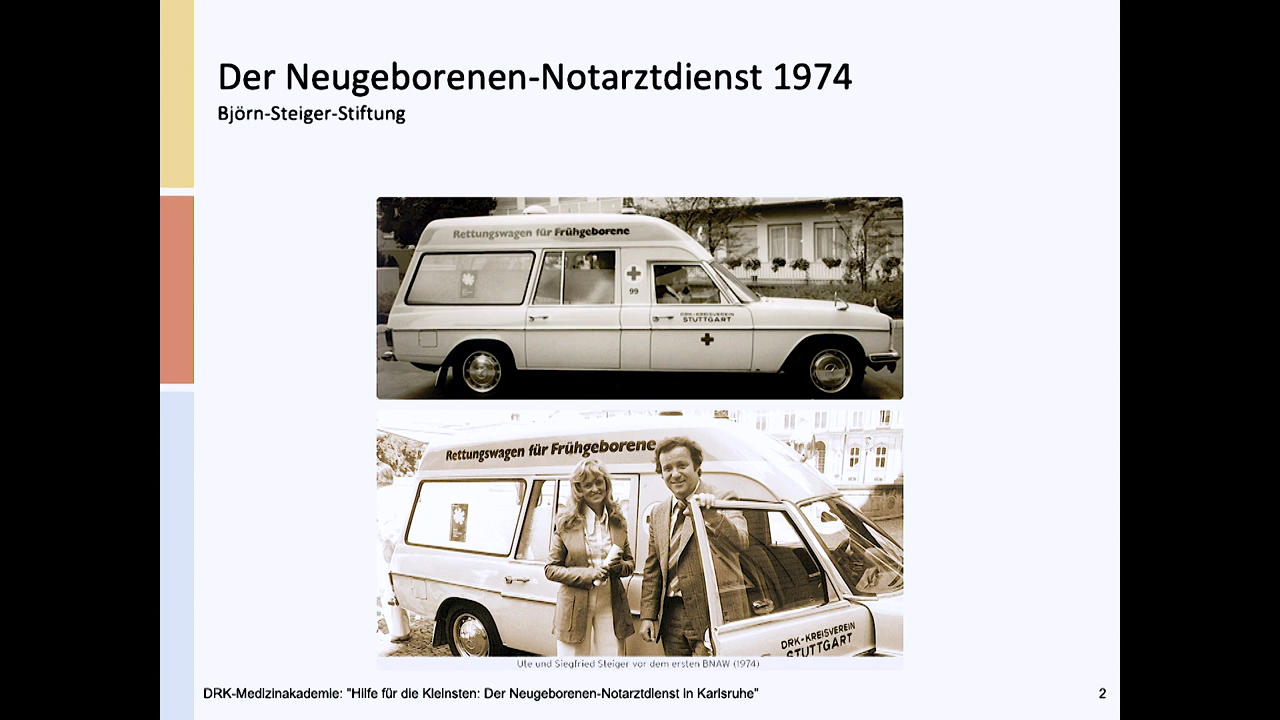 Der Neugeborenen-Notarztdienst 1974
Björn-Steiger-Stiftung
Rettungswagen für Frühgeborene
99
DRK-KREISVEREIN
STUTTGART
Rettungswagen für Frühgeborene
DRK-KREISVEREIN
STUTTGART
Ute und Siegfried Steiger vor dem ersten BNAW (1974)
DRK-Medizinakademie: "Hilfe für die Kleinsten: Der Neugeborenen-Notarztdienst in Karlsruhe"
2